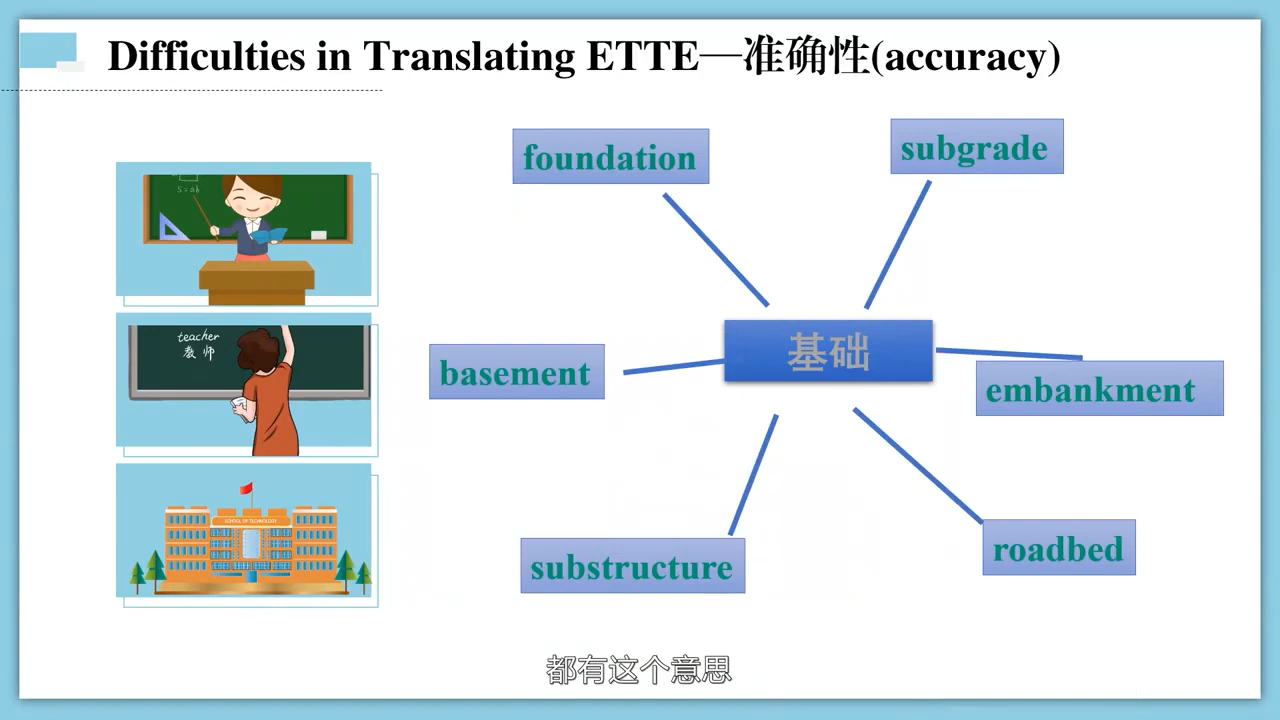 Difficulties in Translating ETTE—准确性(accuracy)
foundation
subgrade
S=ab
teacher
教师
基础
basement
embankment
SCHOOL OF TECHNOLOGY
substructure
roadbed
都有这个意思